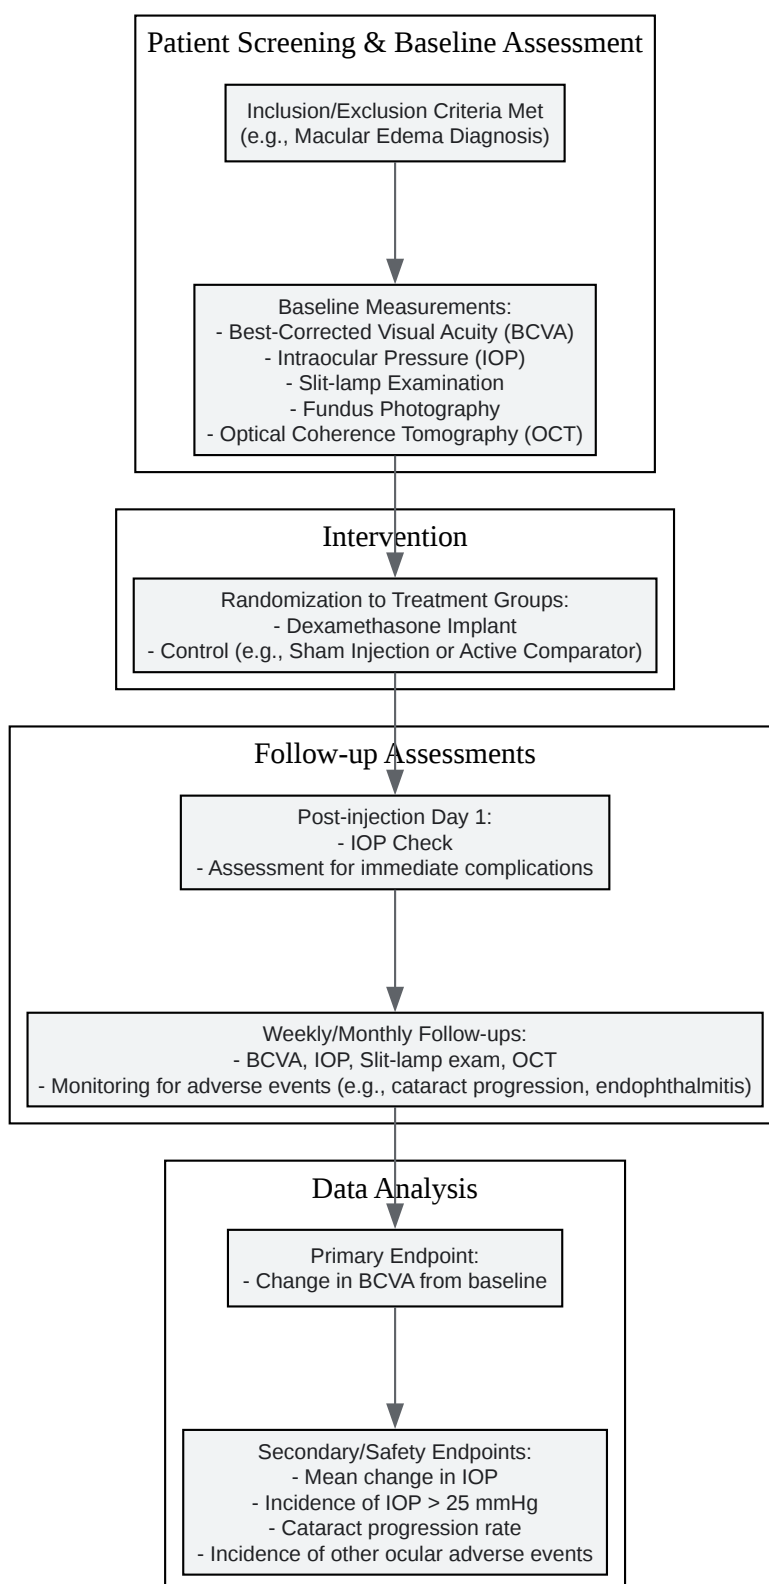 Patient Screening & Baseline Assessment
Inclusion/Exclusion Criteria Met
(e.g., Macular Edema Diagnosis)
Baseline Measurements:
- Best-Corrected Visual Acuity (BCVA)
- Intraocular Pressure (IOP)
- Slit-lamp Examination
- Fundus Photography
- Optical Coherence Tomography (OCT)
Intervention
Randomization to Treatment Groups:
- Dexamethasone Implant
- Control (e.g., Sham Injection or Active Comparator)
Follow-up Assessments
Post-injection Day 1:
- IOP Check
- Assessment for immediate complications
Weekly/Monthly Follow-ups:
- BCVA, IOP, Slit-lamp exam, OCT
- Monitoring for adverse events (e.g., cataract progression, endophthalmitis)
Data Analysis
Primary Endpoint:
- Change in BCVA from baseline
Secondary/Safety Endpoints:
- Mean change in IOP
- Incidence of IOP > 25 mmHg
- Cataract progression rate
- Incidence of other ocular adverse events